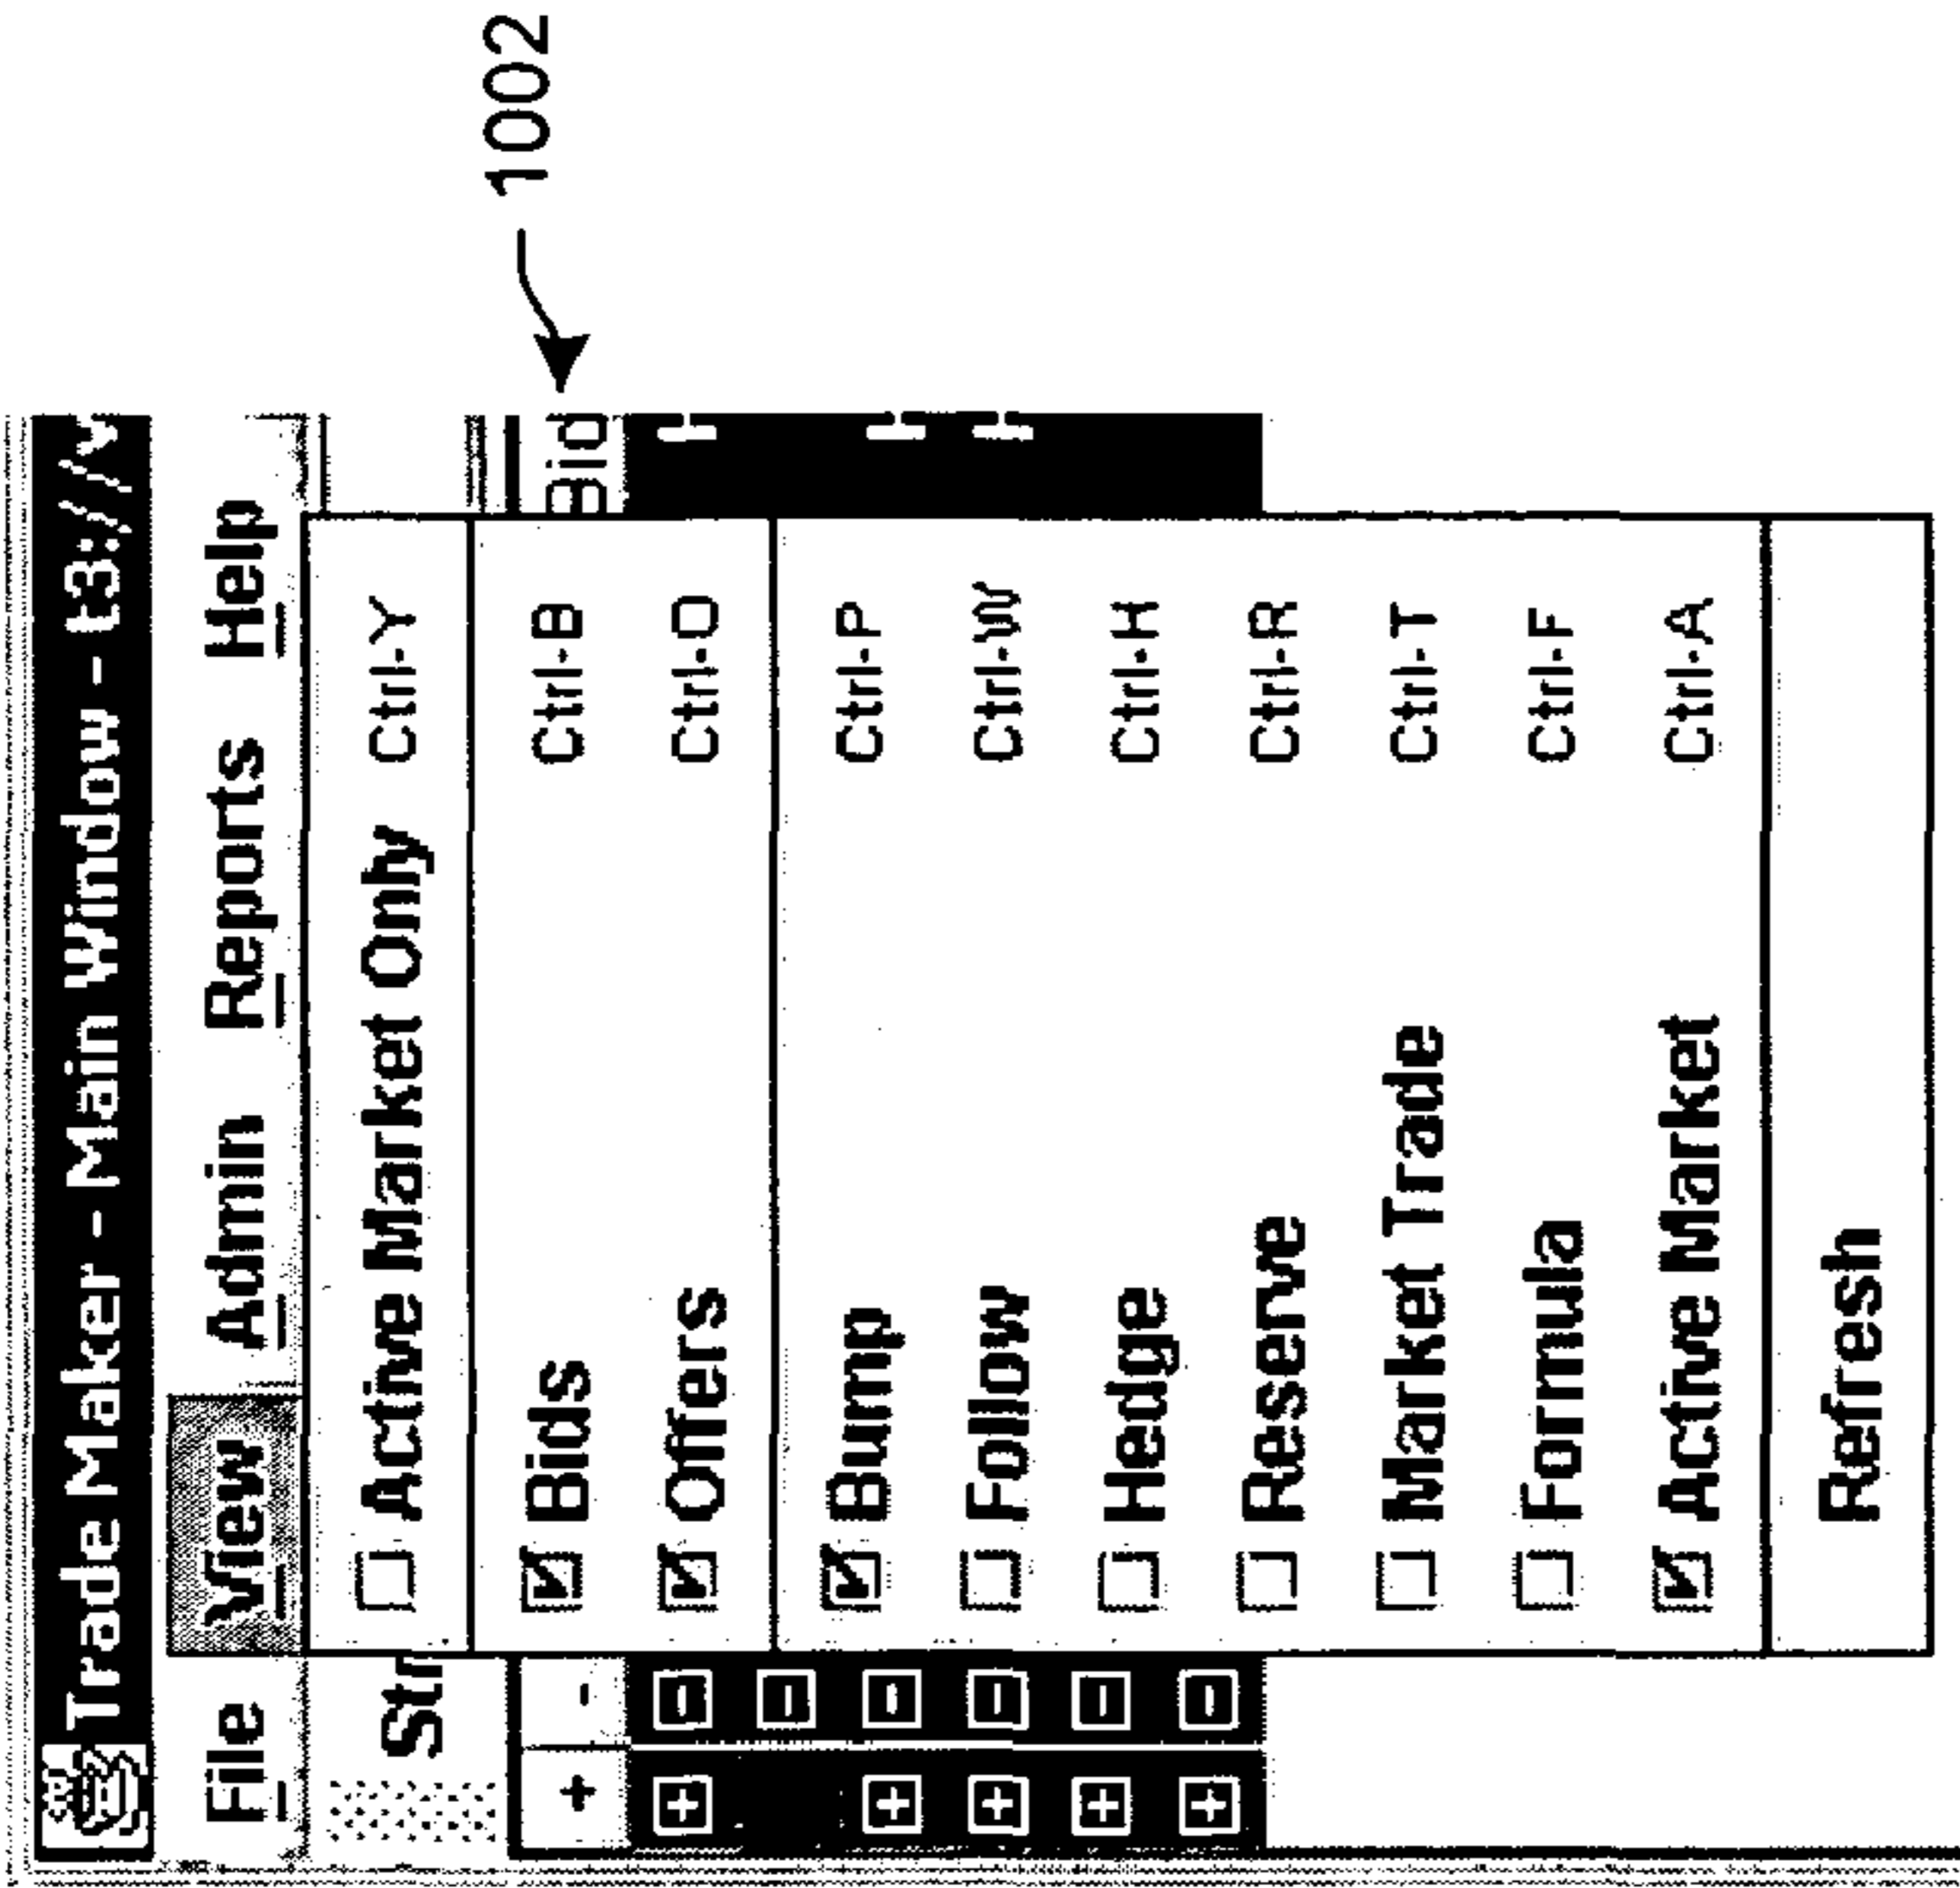 1002
Trade Maker - Main Window - t3://
File View Admin Reports Help
Active Market Only Ctrl-Y
Bids Ctrl-B
Offers Ctrl-O
Bump Ctrl-P
Follow Ctrl-W
Hedge Ctrl-H
Reserve Ctrl-R
Market Trade Ctrl-T
Formula Ctrl-F
Active Market Ctrl-A
Refresh
Str
+ -
Bid